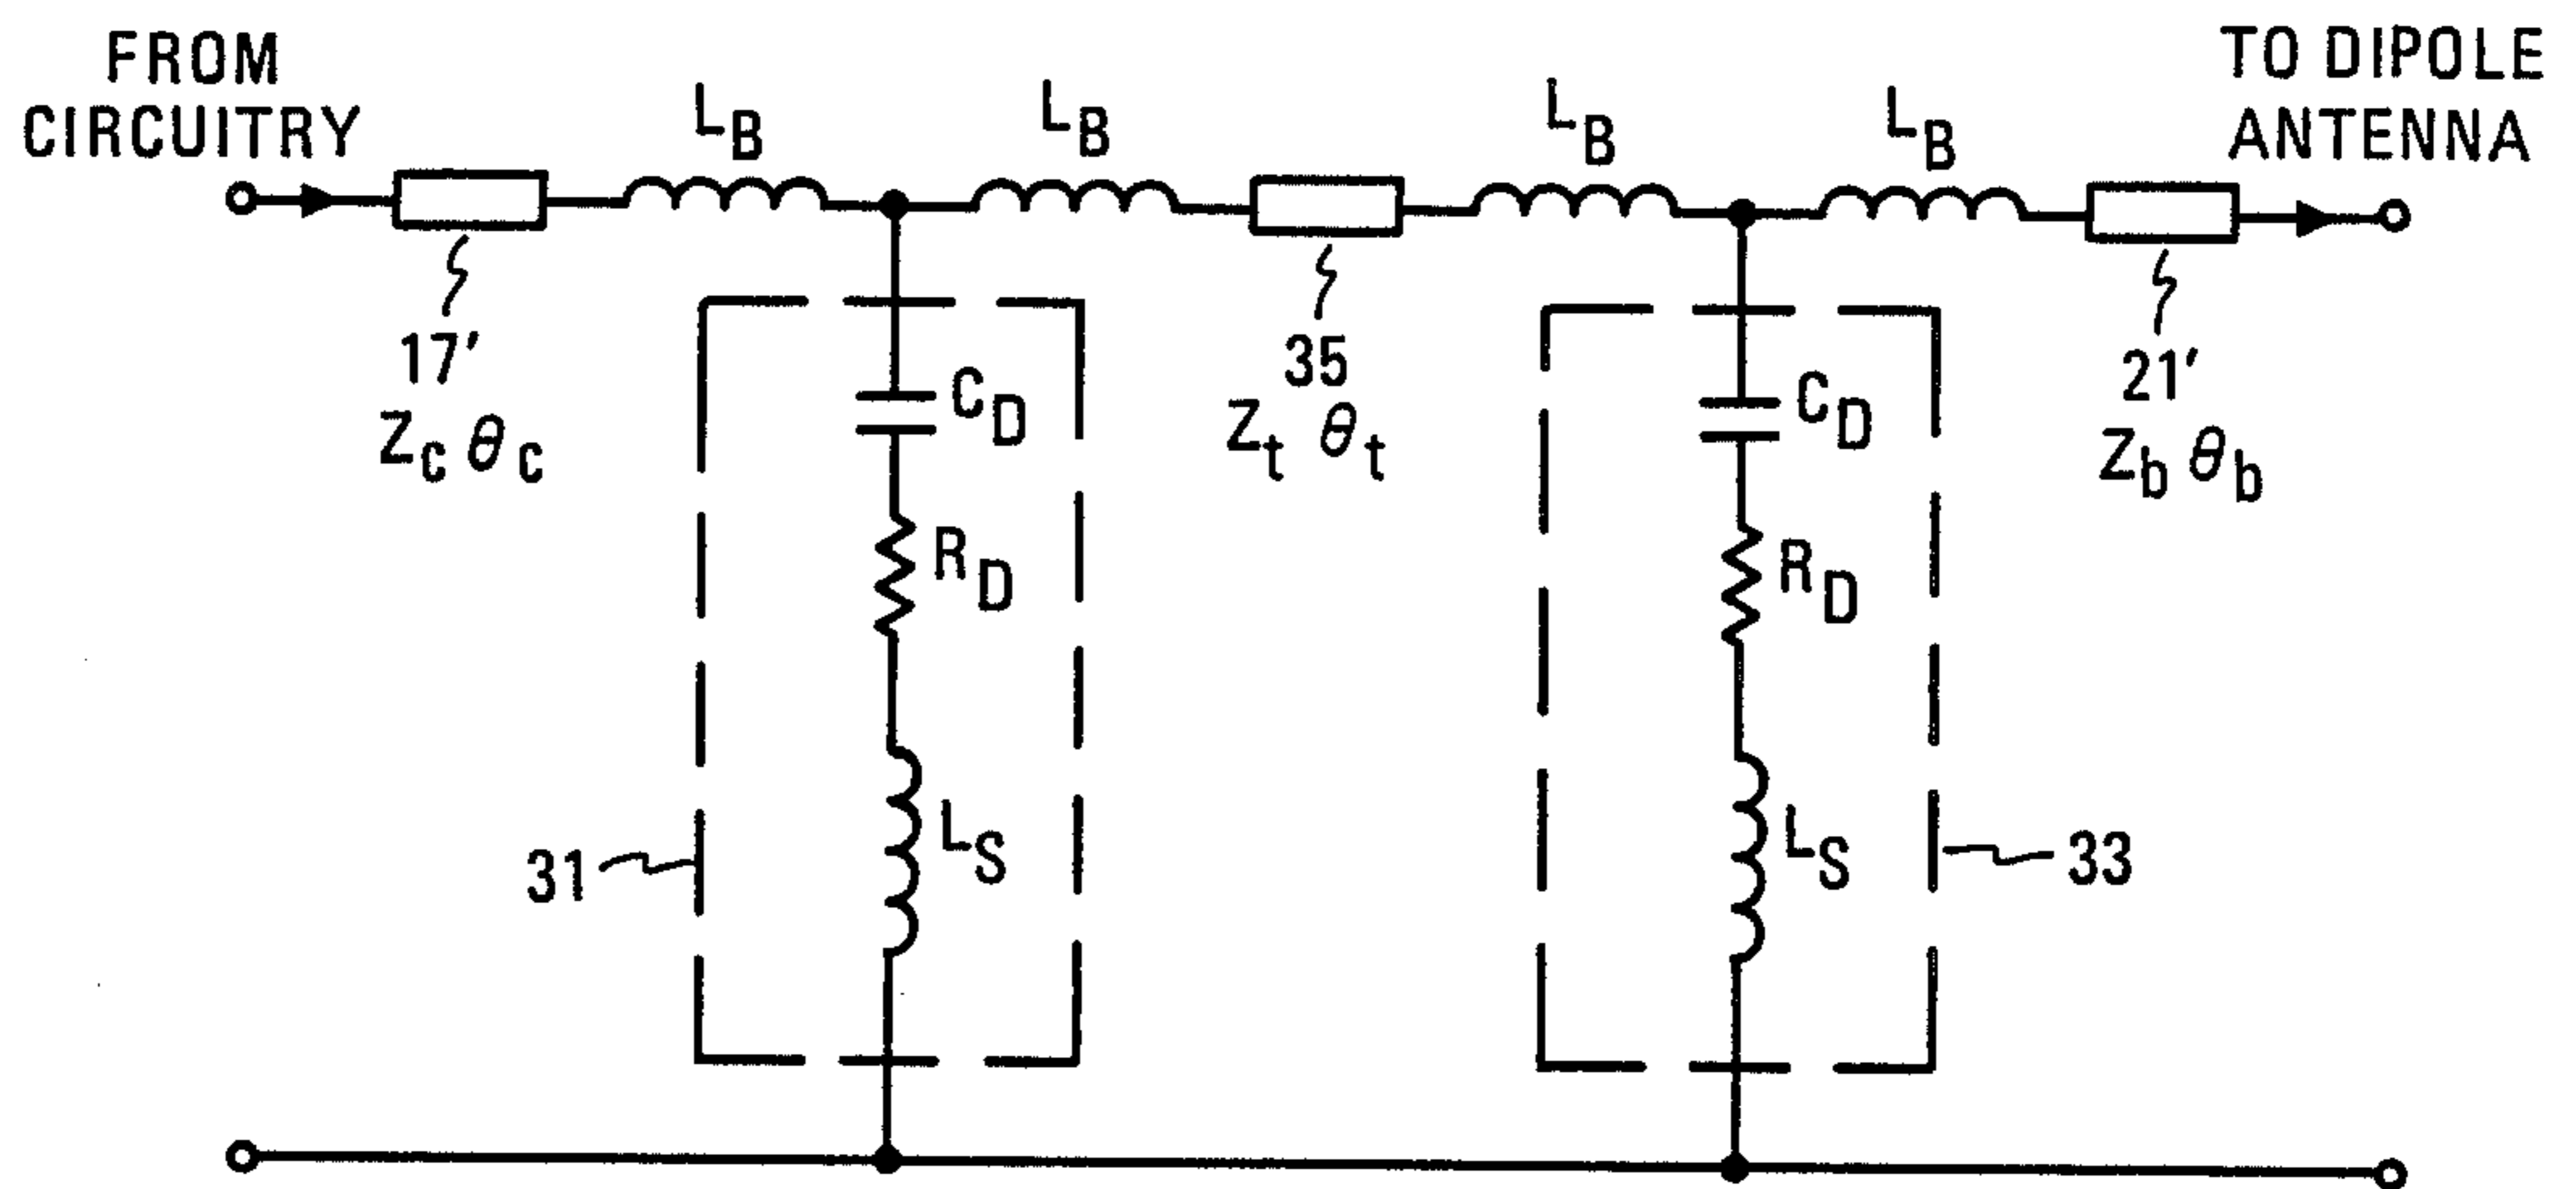 FROM
CIRCUITRY
TO DIPOLE
ANTENNA
L_B
L_B
L_B
L_B
17'
Z_c θ_c
35
Z_t θ_t
21'
Z_b θ_b
C_D
C_D
R_D
R_D
L_S
L_S
31
33